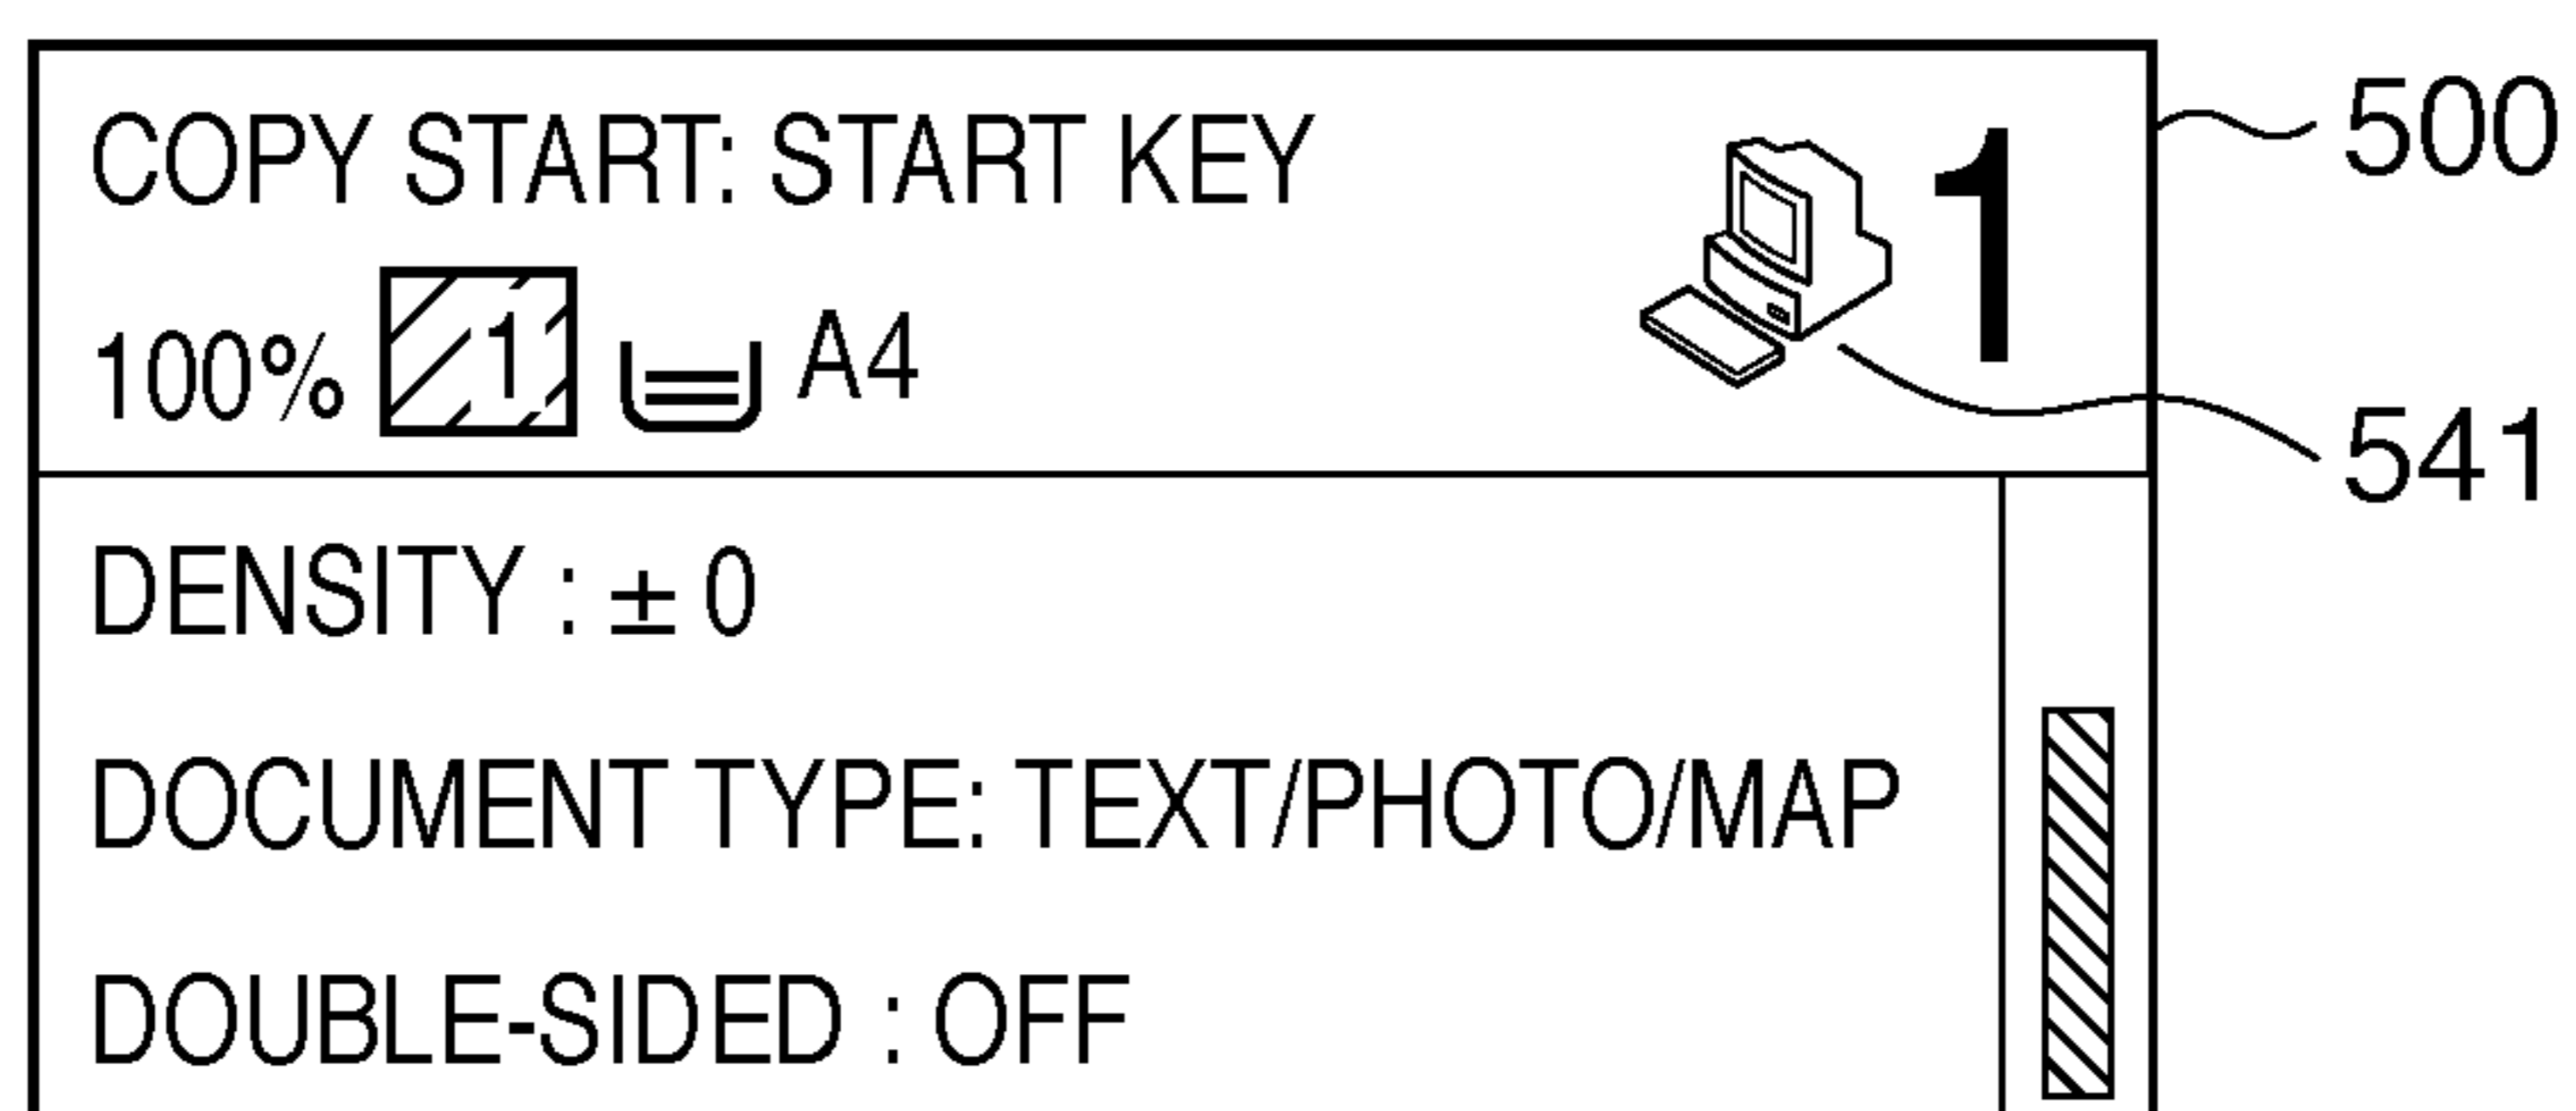 COPY START: START KEY 1 500
100% 1 A4
541
DENSITY : ± 0
DOCUMENT TYPE: TEXT/PHOTO/MAP
DOUBLE-SIDED : OFF